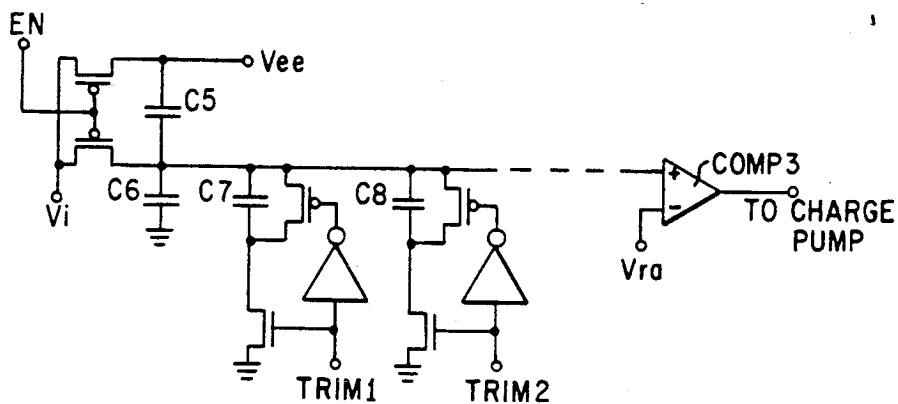 EN
Vee
C5
C6
C7
C8
Vi
COMP3
+
-
TO CHARGE
PUMP
Vra
TRIM1
TRIM2